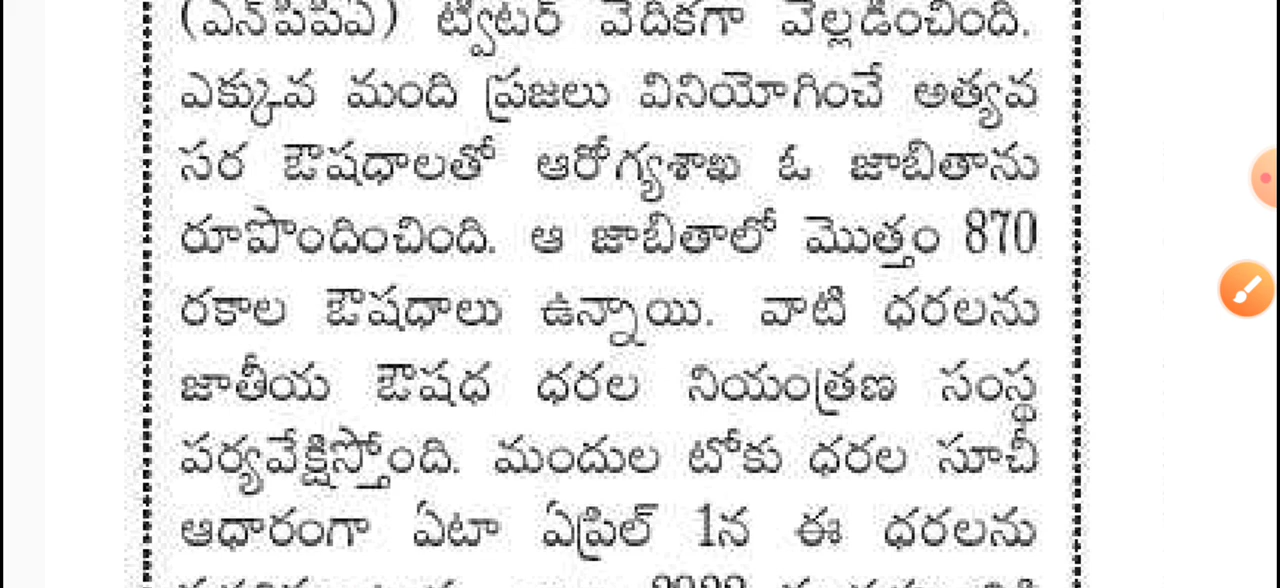 (ఎన్‌పీపీఏ) ట్విటర్ వేదికగా వెల్లడించింది.
ఎక్కువ మంది ప్రజలు వినియోగించే అత్యవ
సర ఔషధాలతో ఆరోగ్యశాఖ ఓ జాబితాను
రూపొందించింది. ఆ జాబితాలో మొత్తం 870
రకాల ఔషధాలు ఉన్నాయి. వాటి ధరలను
జాతీయ ఔషధ ధరల నియంత్రణ సంస్థ
పర్యవేక్షిస్తోంది. మందుల టోకు ధరల సూచీ
ఆధారంగా ఏటా ఏప్రిల్ 1న ఈ ధరలను